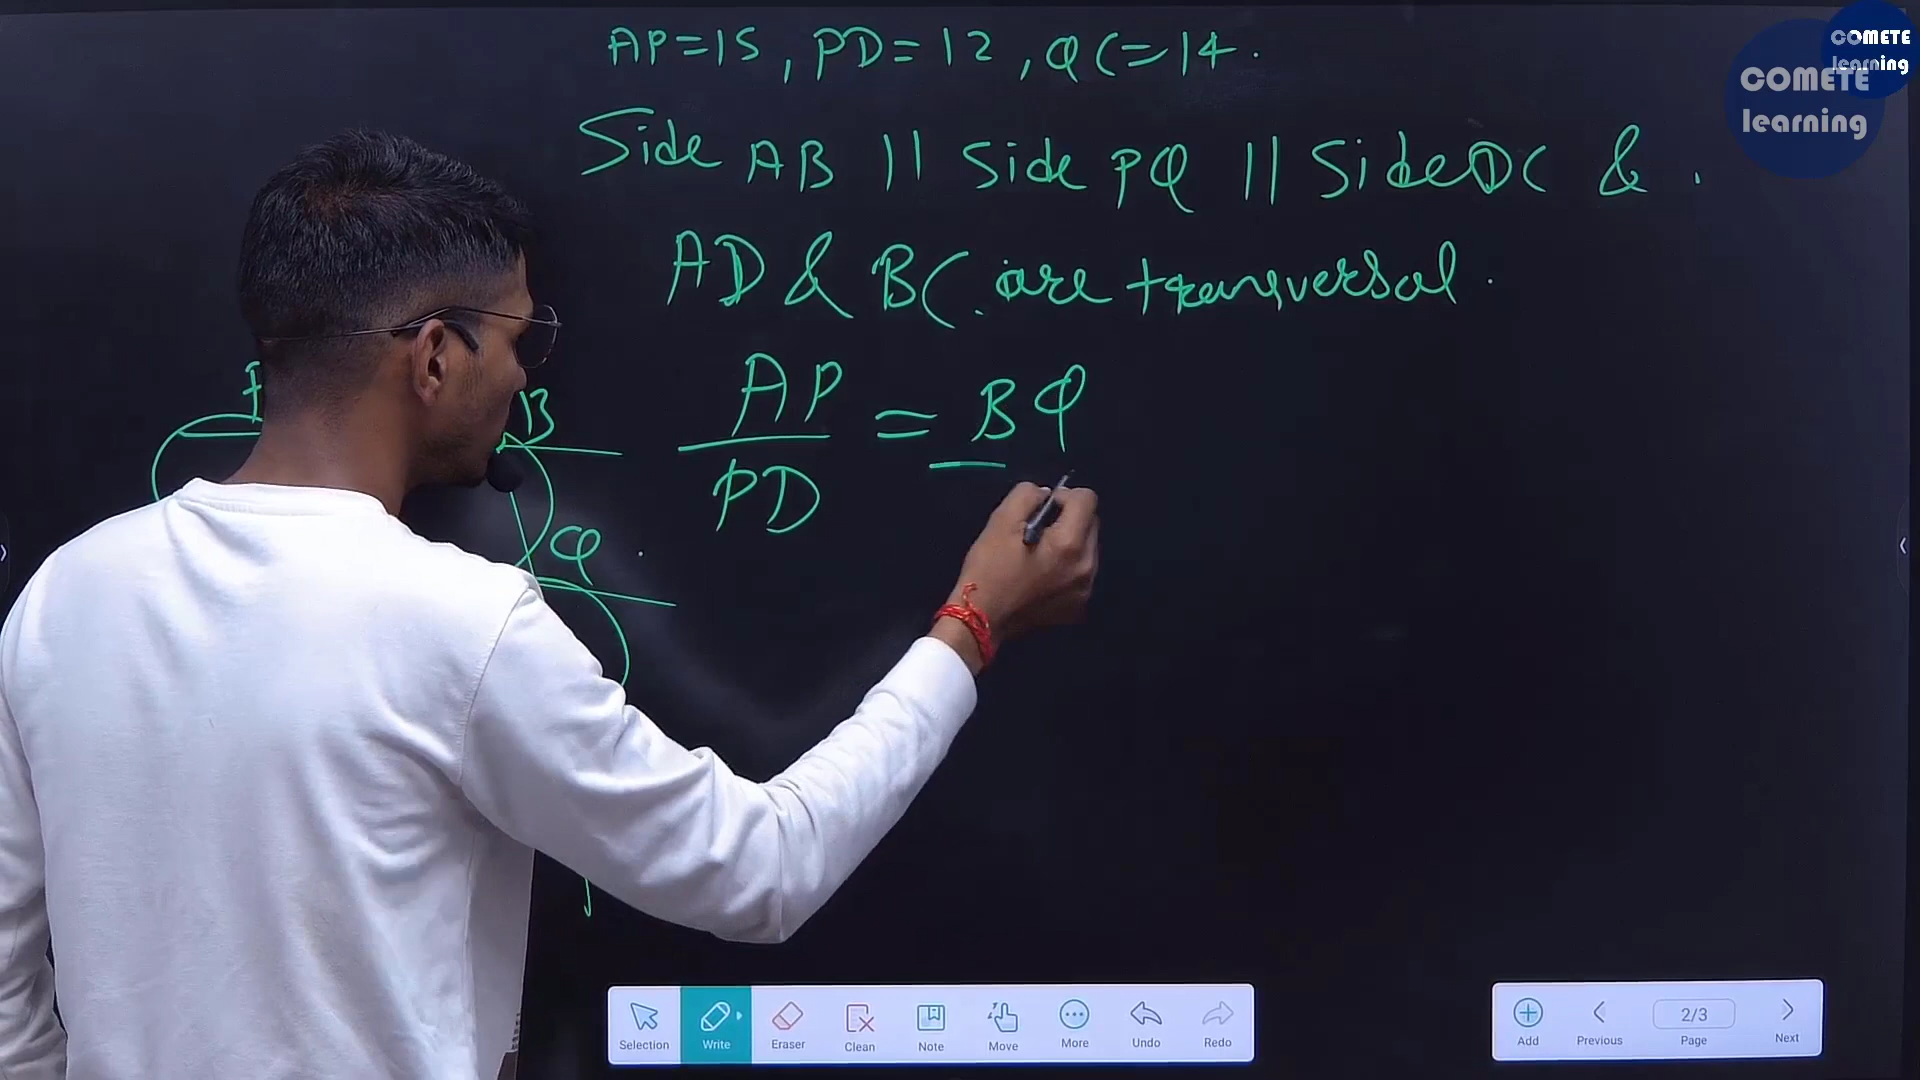 AP=15, PD=12, QC=14.
Side AB || Side PQ || Side DC & .
AD & BC. are transversal.
AP
PD
= BQ
B
Q
COMETE
learning
COMETE
learning
Selection
Write
Eraser
Clean
Note
Move
More
Undo
Redo
Add
Previous
2/3
Page
Next